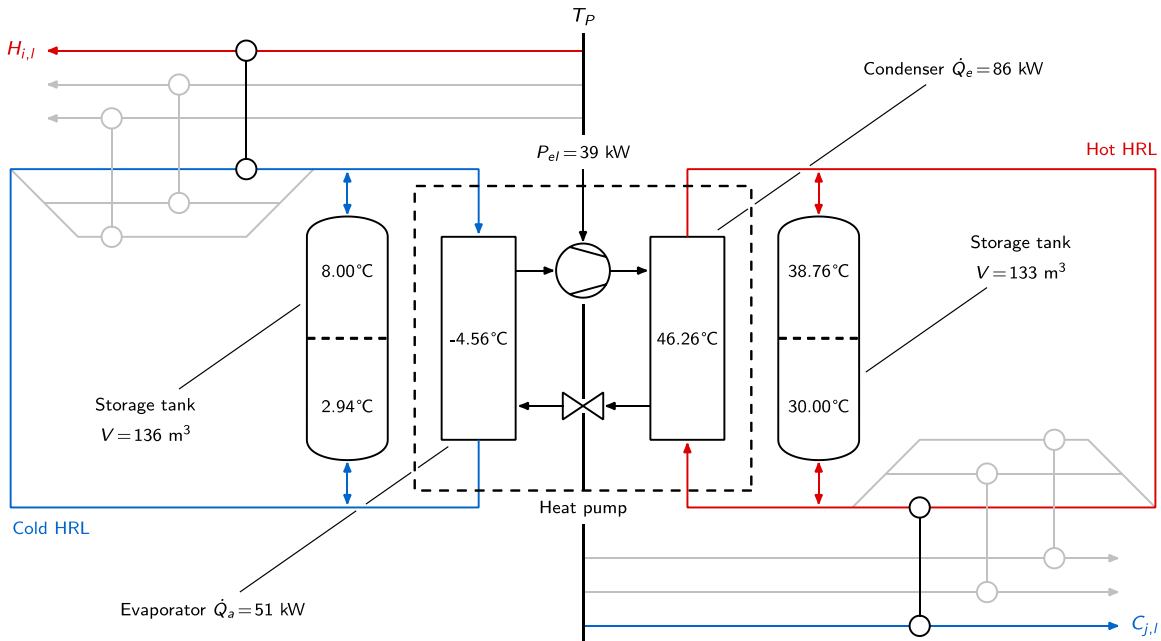 T_P
H_{i,l}
Condenser Q̇_e = 86 kW
P_{el} = 39 kW
Hot HRL
8.00°C
-4.56°C
46.26°C
38.76°C
Storage tank
V = 133 m³
2.94°C
30.00°C
Storage tank
V = 136 m³
Heat pump
Cold HRL
Evaporator Q̇_a = 51 kW
C_{j,l}